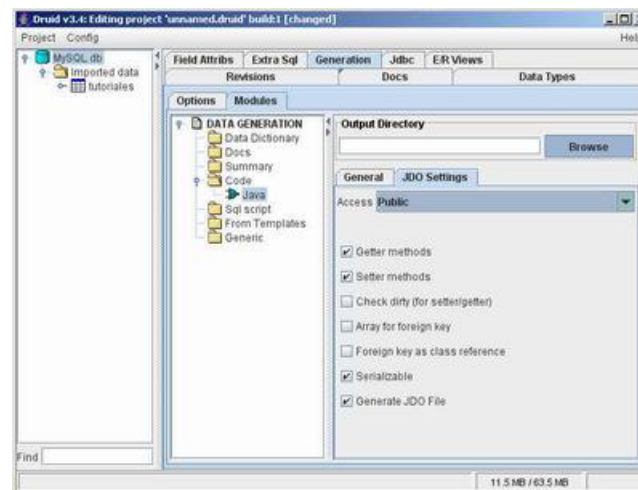 Druid v3.4: Editing project 'unnamed.druid' build:1 [changed]
Project Config Hel
MySQL db
Imported data
tutoriales
Field Attribs Extra Sql Generation Jdbc E/R Views
Revisions Docs Data Types
Options Modules
DATA GENERATION
Data Dictionary
Docs
Summary
Code
Java
Sql script
From Templates
Generic
Output Directory
Browse
General JDO Settings
Access Public
Getter methods
Setter methods
Check dirty (for setter/getter)
Array for foreign key
Foreign key as class reference
Serializable
Generate JDO File
Find
11.5 MB / 63.5 MB